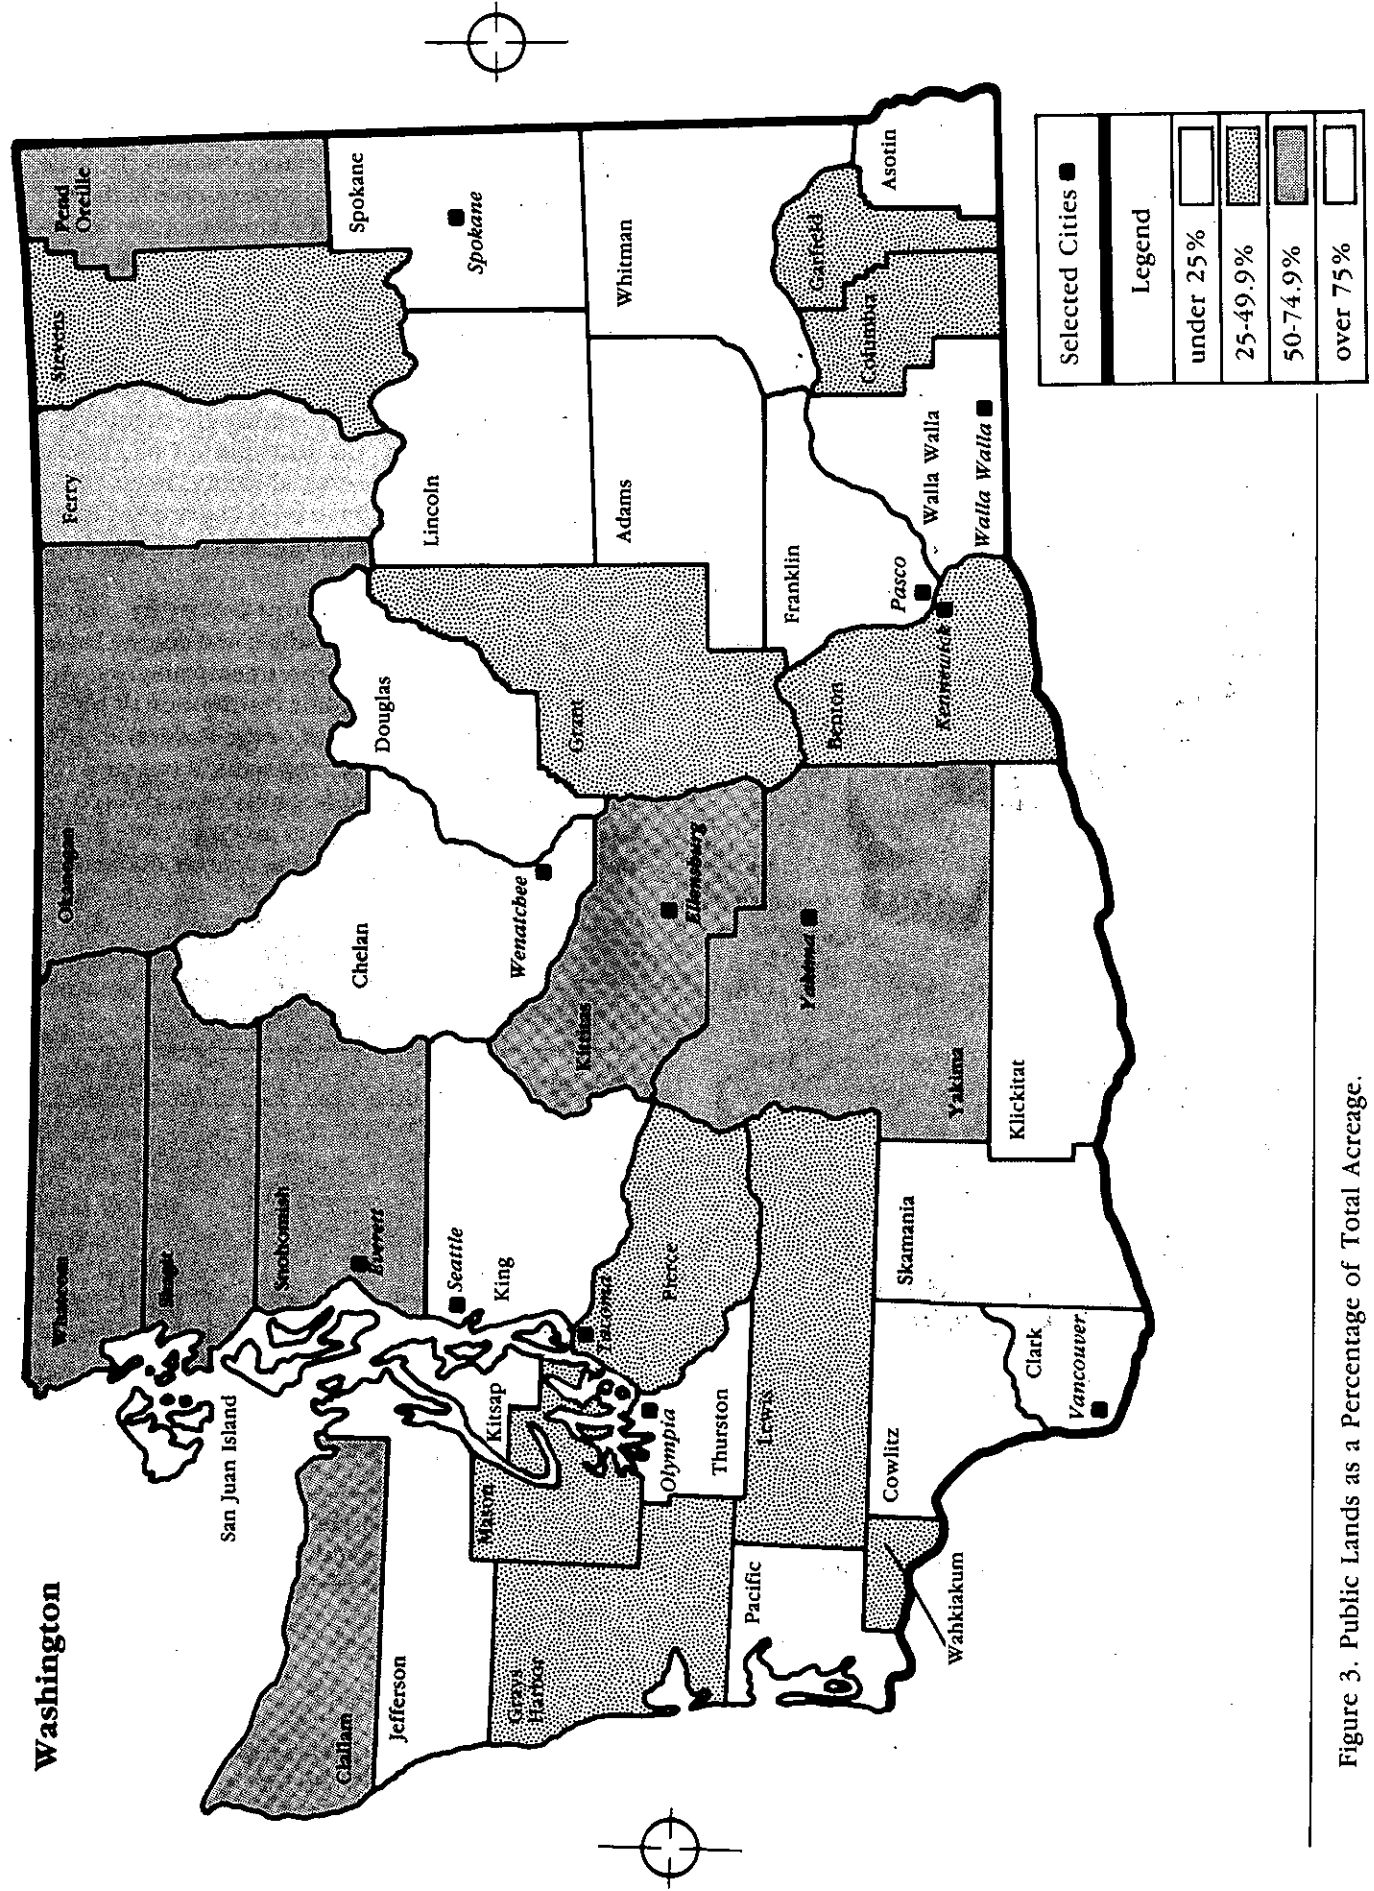 Washington
Whatcom
Okanagan
Ferry
Stevens
Pend
Oreille
Skagit
San Juan Island
Snohomish
Everett
Chelan
Douglas
Lincoln
Spokane
Spokane
Clallam
Jefferson
Kitsap
Seattle
King
Wenatchee
Mason
Grays
Harbor
Tacoma
Pierce
Kittitas
Ellensburg
Grant
Adams
Whitman
Olympia
Thurston
Lewis
Pacific
Yakima
Yakima
Benton
Kennewick
Franklin
Pasco
Walla Walla
Walla Walla
Columbia
Garfield
Asotin
Wahkiakum
Cowlitz
Skamania
Clark
Vancouver
Klickitat
Selected Cities
Legend
under 25%
25-49.9%
50-74.9%
over 75%
Figure 3. Public Lands as a Percentage of Total Acreage.